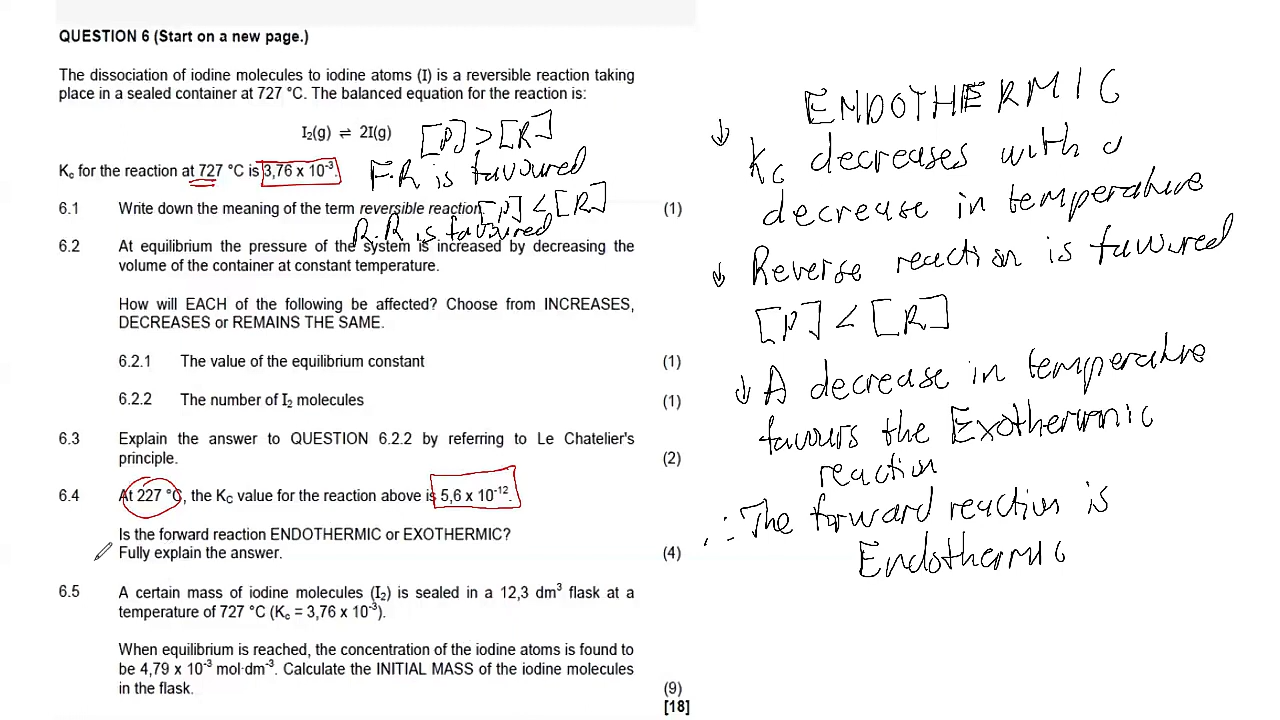 QUESTION 6 (Start on a new page.)
The dissociation of iodine molecules to iodine atoms (I) is a reversible reaction taking
place in a sealed container at 727 °C. The balanced equation for the reaction is:
I₂(g) ⇌ 2I(g)
[P] > [R]
Kc for the reaction at 727 °C is 3,76 x 10⁻³.
F.R is favoured
6.1 Write down the meaning of the term reversible reaction. (1)
[P] < [R]
R.R is favoured
6.2 At equilibrium the pressure of the system is increased by decreasing the
volume of the container at constant temperature.
How will EACH of the following be affected? Choose from INCREASES,
DECREASES or REMAINS THE SAME.
6.2.1 The value of the equilibrium constant (1)
6.2.2 The number of I₂ molecules (1)
6.3 Explain the answer to QUESTION 6.2.2 by referring to Le Chatelier's
principle. (2)
6.4 At 227 °C, the KC value for the reaction above is 5,6 x 10⁻¹².
Is the forward reaction ENDOTHERMIC or EXOTHERMIC?
Fully explain the answer. (4)
6.5 A certain mass of iodine molecules (I₂) is sealed in a 12,3 dm³ flask at a
temperature of 727 °C (Kc = 3,76 x 10⁻³).
When equilibrium is reached, the concentration of the iodine atoms is found to
be 4,79 x 10⁻³ mol·dm⁻³. Calculate the INITIAL MASS of the iodine molecules
in the flask. (9)
[18]
ENDOTHERMIC
↓ Kc decreases with a
decrease in temperature
↓ Reverse reaction is favoured
[P] < [R]
↓ A decrease in temperature
favours the Exothermic
reaction
∴ The forward reaction is
Endothermic